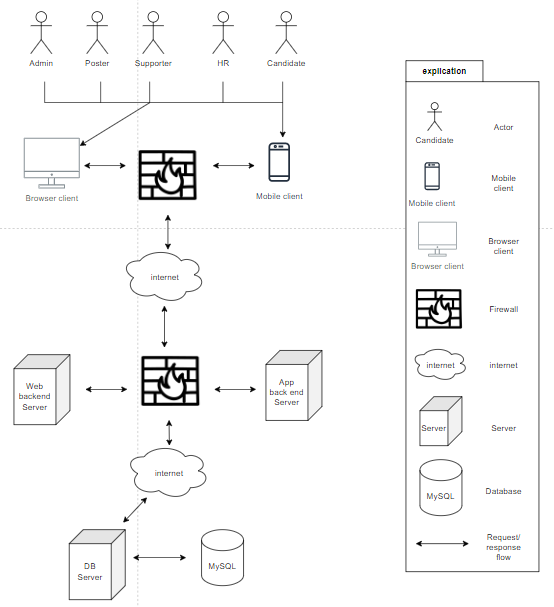 Admin
Poster
Supporter
HR
Candidate
Browser client
Mobile client
internet
Web
backend
Server
App
back end
Server
internet
DB
Server
MySQL
explication
Candidate
Actor
Mobile client
Mobile
client
Browser client
Browser
client
Firewall
internet
internet
Server
Server
MySQL
Database
Request/
response
flow